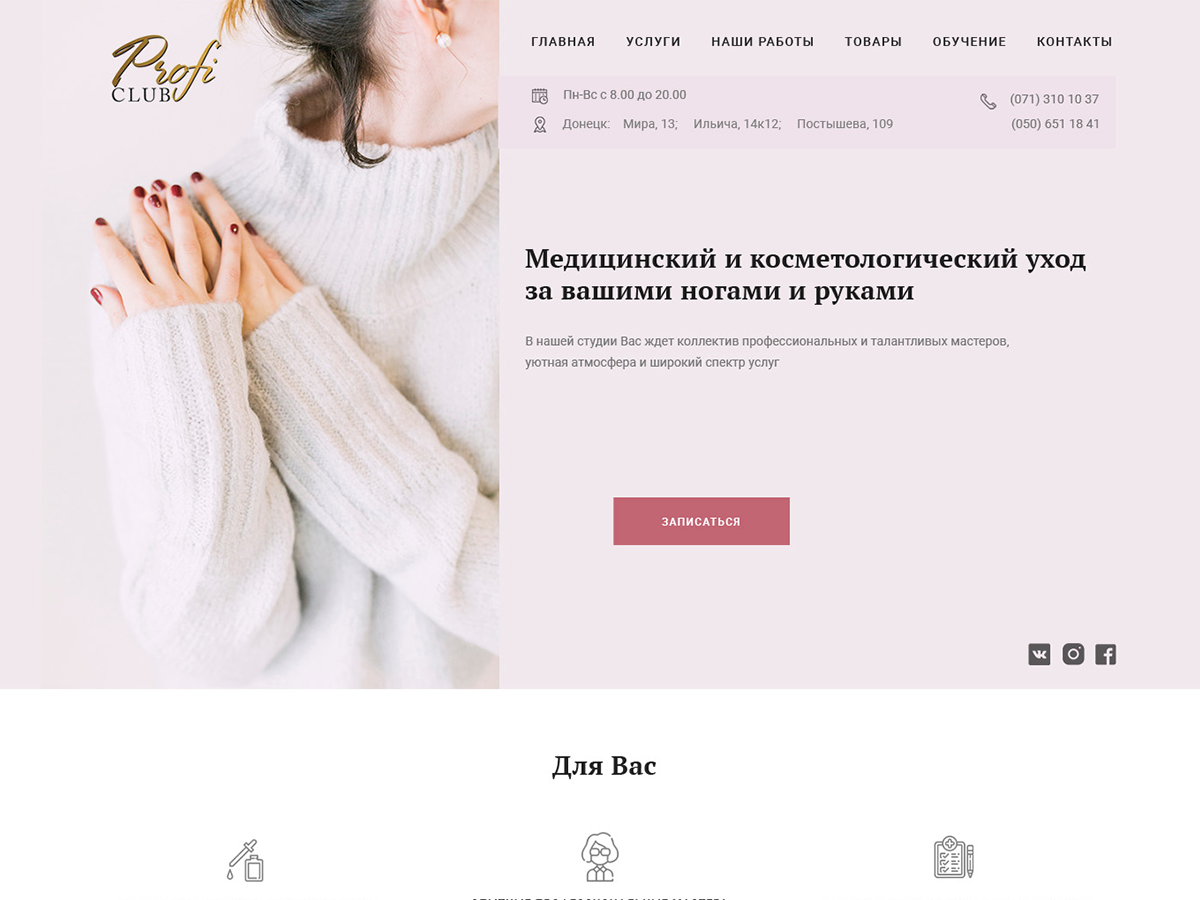 Profi
CLUB
ГЛАВНАЯ УСЛУГИ НАШИ РАБОТЫ ТОВАРЫ ОБУЧЕНИЕ КОНТАКТЫ
Пн-Вс с 8.00 до 20.00
(071) 310 10 37
Донецк: Мира, 13; Ильича, 14к12; Постышева, 109
(050) 651 18 41
Медицинский и косметологический уход
за вашими ногами и руками
В нашей студии Вас ждет коллектив профессиональных и талантливых мастеров,
уютная атмосфера и широкий спектр услуг
ЗАПИСАТЬСЯ
Для Вас